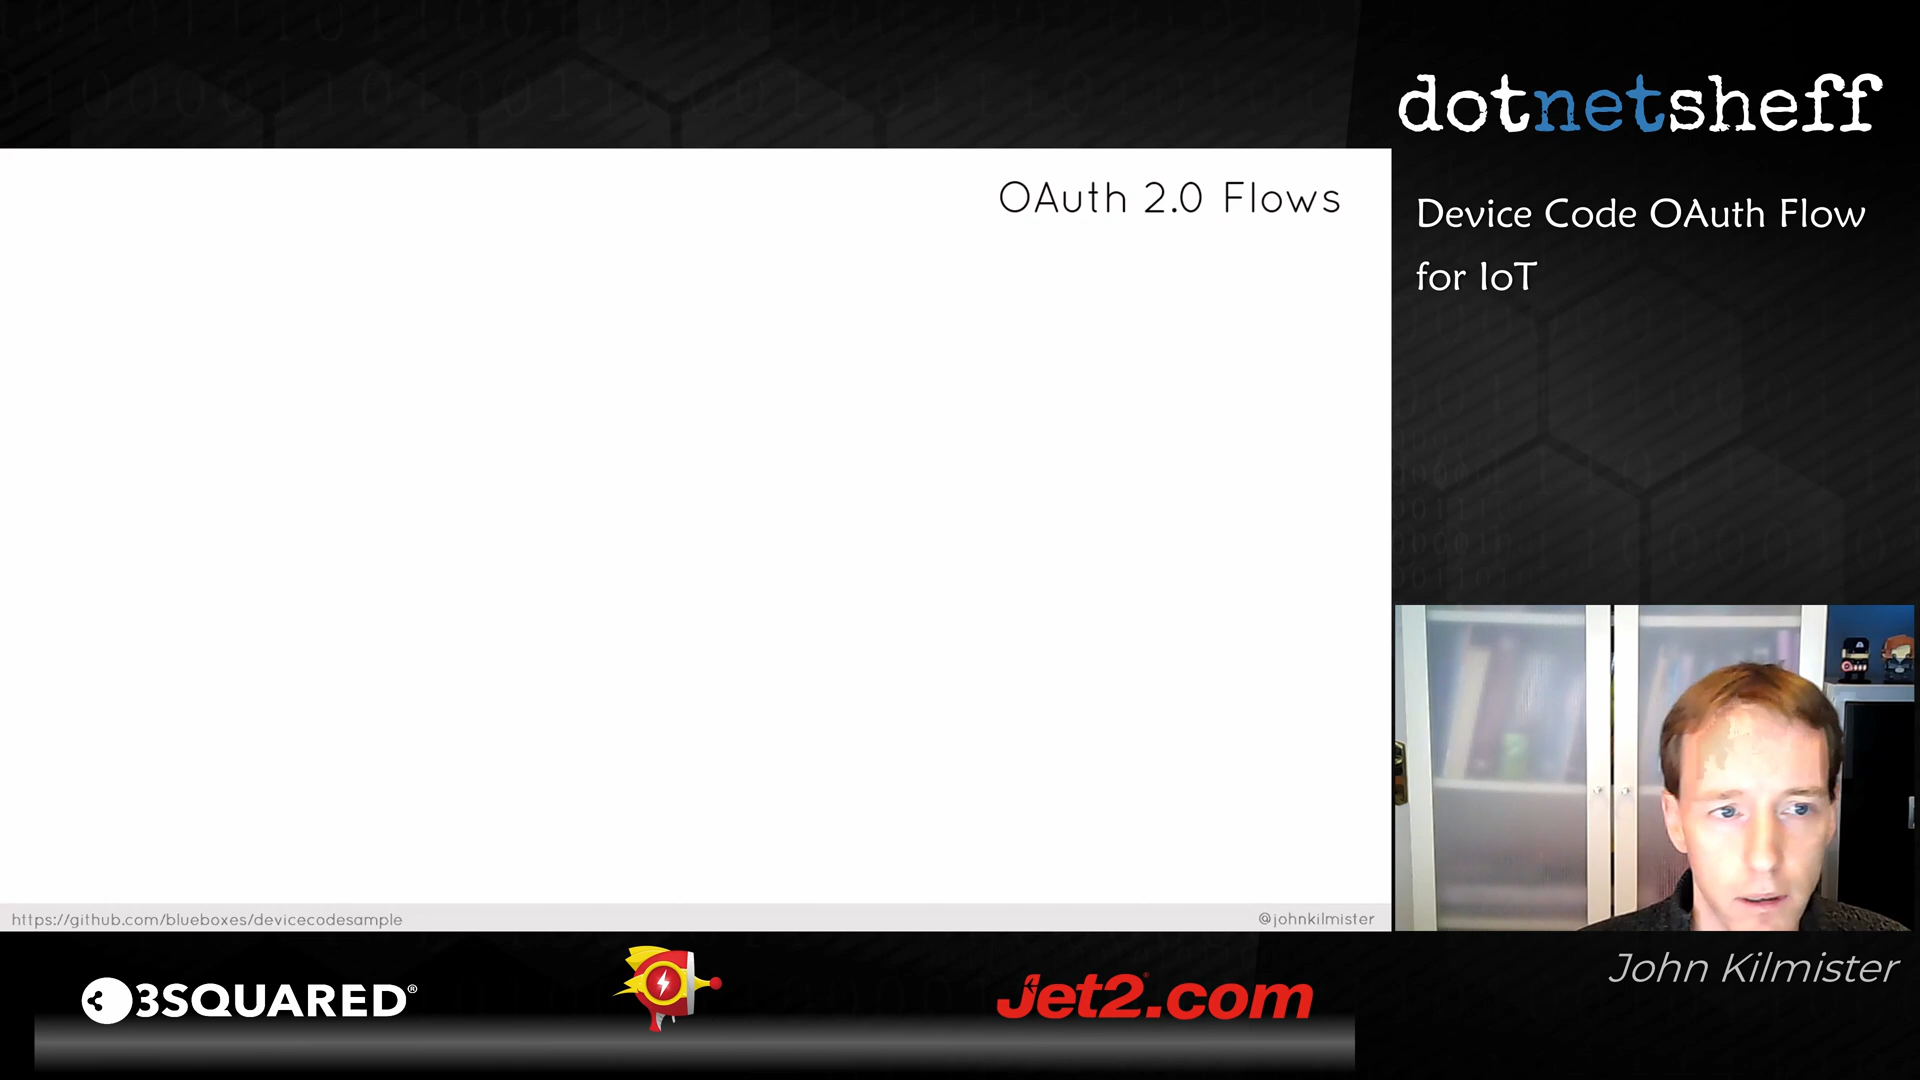 dotnetsheff
OAuth 2.0 Flows
Device Code OAuth Flow
for IoT
https://github.com/blueboxes/devicecodesample
@johnkilmister
John Kilmister
3SQUARED®
Jet2.com